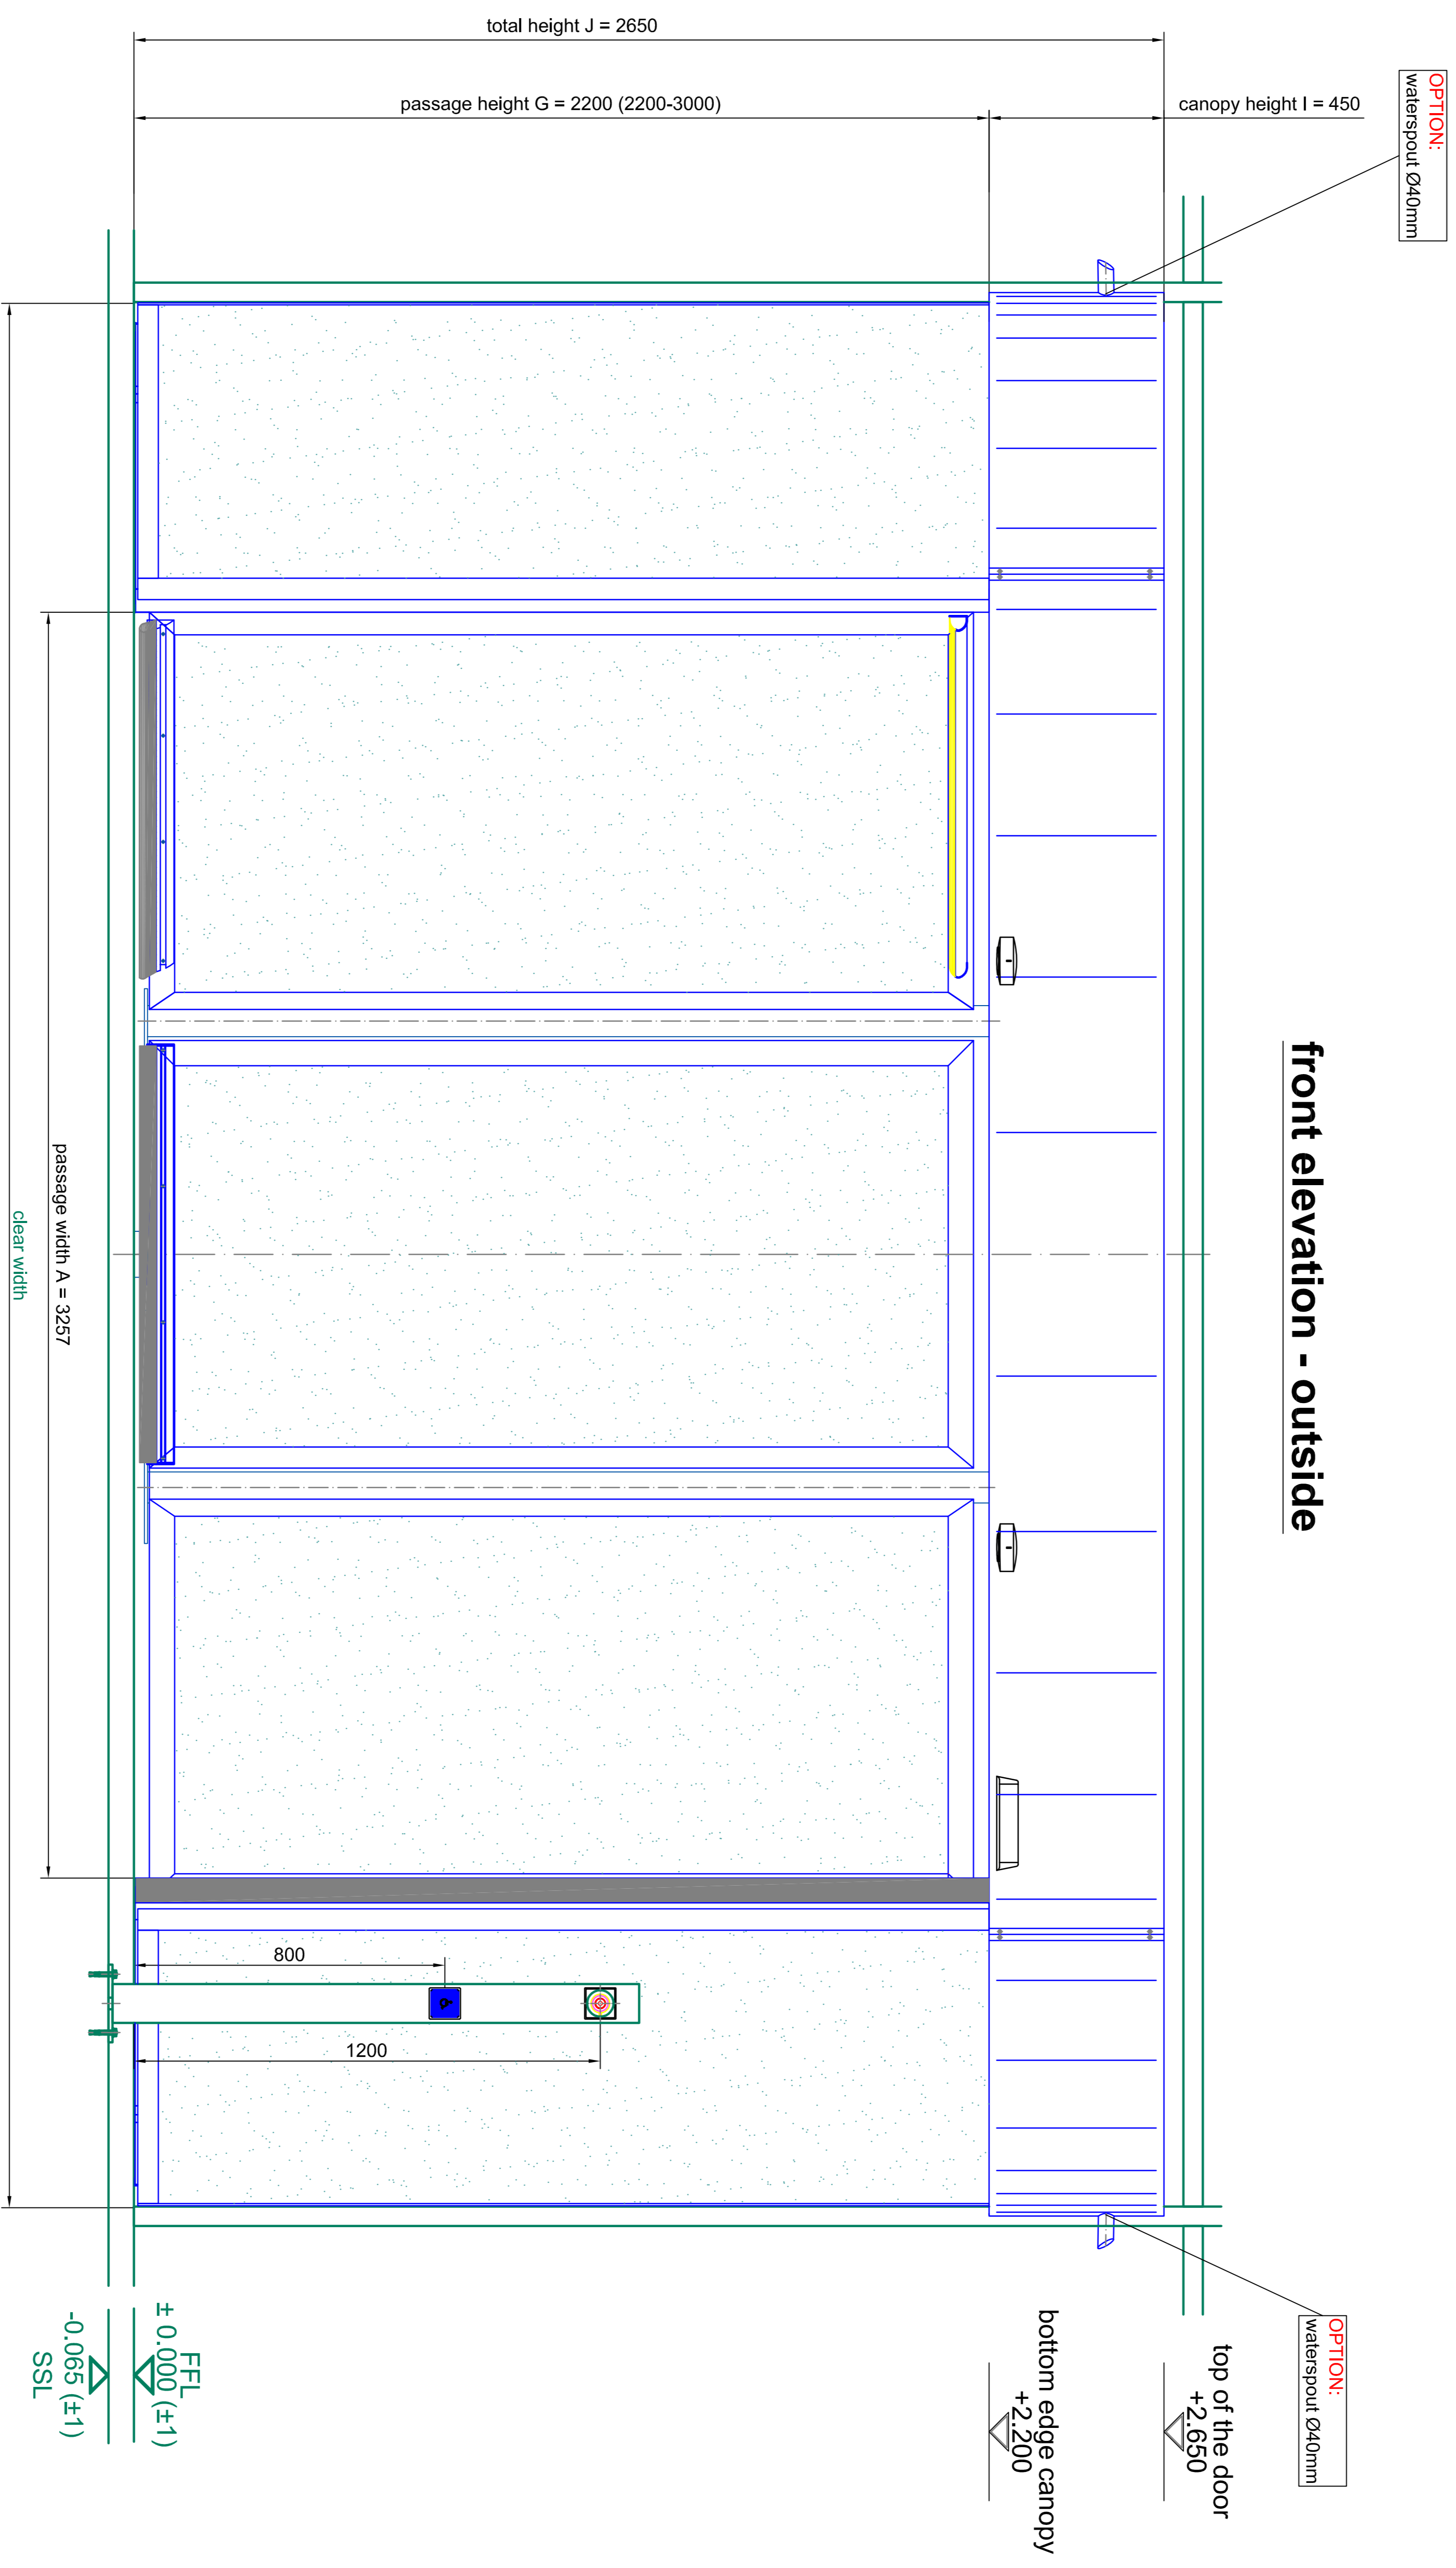 front elevation - outside
OPTION:
waterspout Ø40mm
OPTION:
waterspout Ø40mm
total height J = 2650
passage height G = 2200 (2200-3000)
canopy height I = 450
top of the door
+2.650
bottom edge canopy
+2.200
800
1200
FFL
± 0.000 (±1)
-0.065 (±1)
SSL
passage width A = 3257
clear width